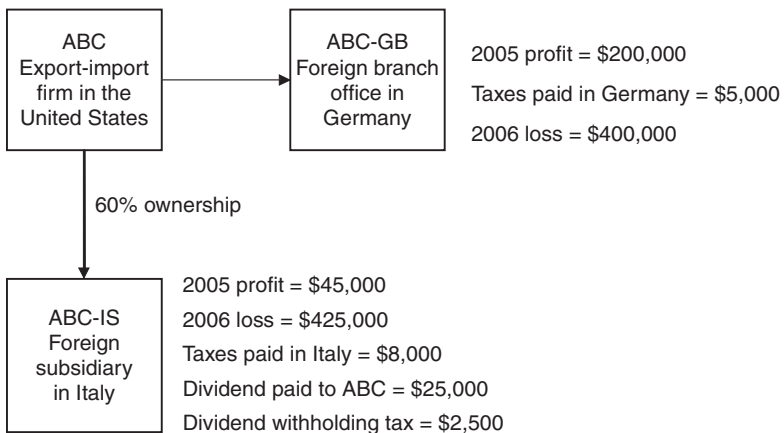 ABC
Export-import
firm in the
United States
ABC-GB
Foreign branch
office in
Germany
2005 profit = $200,000
Taxes paid in Germany = $5,000
2006 loss = $400,000
60% ownership
ABC-IS
Foreign
subsidiary
in Italy
2005 profit = $45,000
2006 loss = $425,000
Taxes paid in Italy = $8,000
Dividend paid to ABC = $25,000
Dividend withholding tax = $2,500